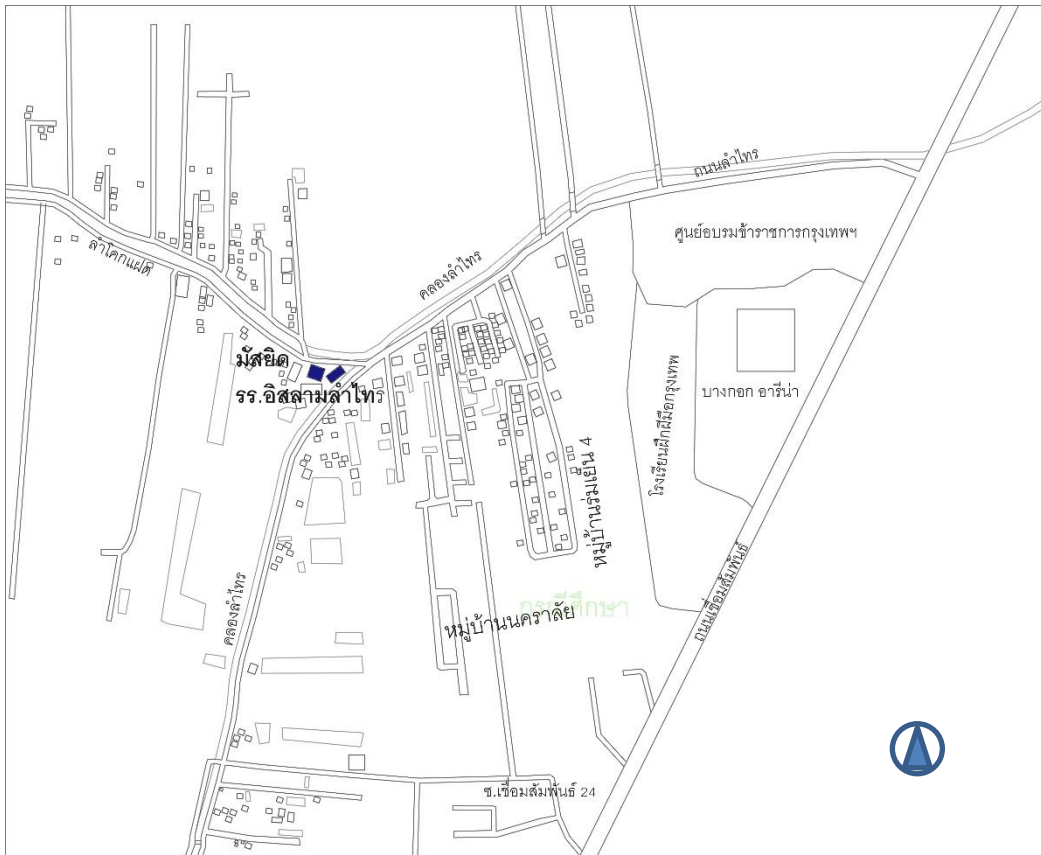 ถนนลำไทร
ศูนย์อบรมข้าราชการกรุงเทพฯ
ลำโคกแฝด
คลองลำไทร
มัสยิด
รร.อิสลามลำไทร
บางกอก อารีน่า
โรงเรียนฝึกฝีมือกรุงเทพ
หมู่บ้านร่มเย็น 4
ถนนเชื่อมสัมพันธ์
คลองลำไทร
กรณีศึกษา
หมู่บ้านนคราลัย
ซ.เชื่อมสัมพันธ์ 24